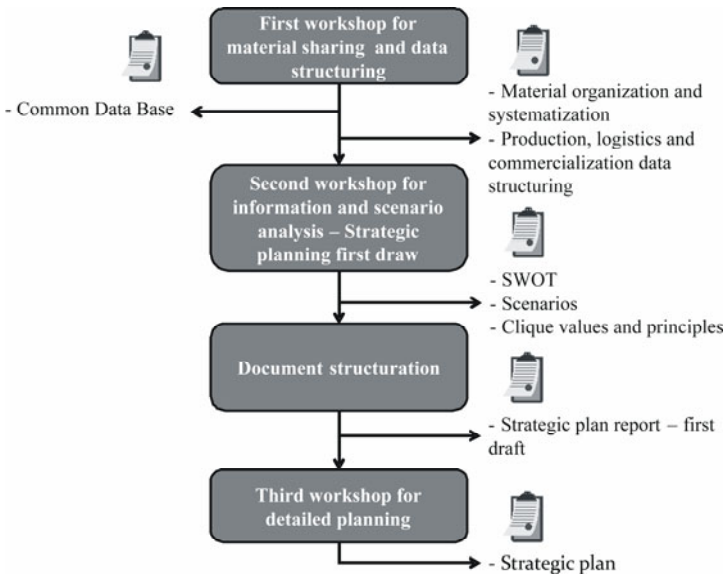 First workshop for
material sharing and data
structuring
- Common Data Base
- Material organization and
systematization
- Production, logistics and
commercialization data
structuring
Second workshop for
information and scenario
analysis – Strategic
planning first draw
- SWOT
- Scenarios
- Clique values and principles
Document structuration
- Strategic plan report – first
draft
Third workshop for
detailed planning
- Strategic plan